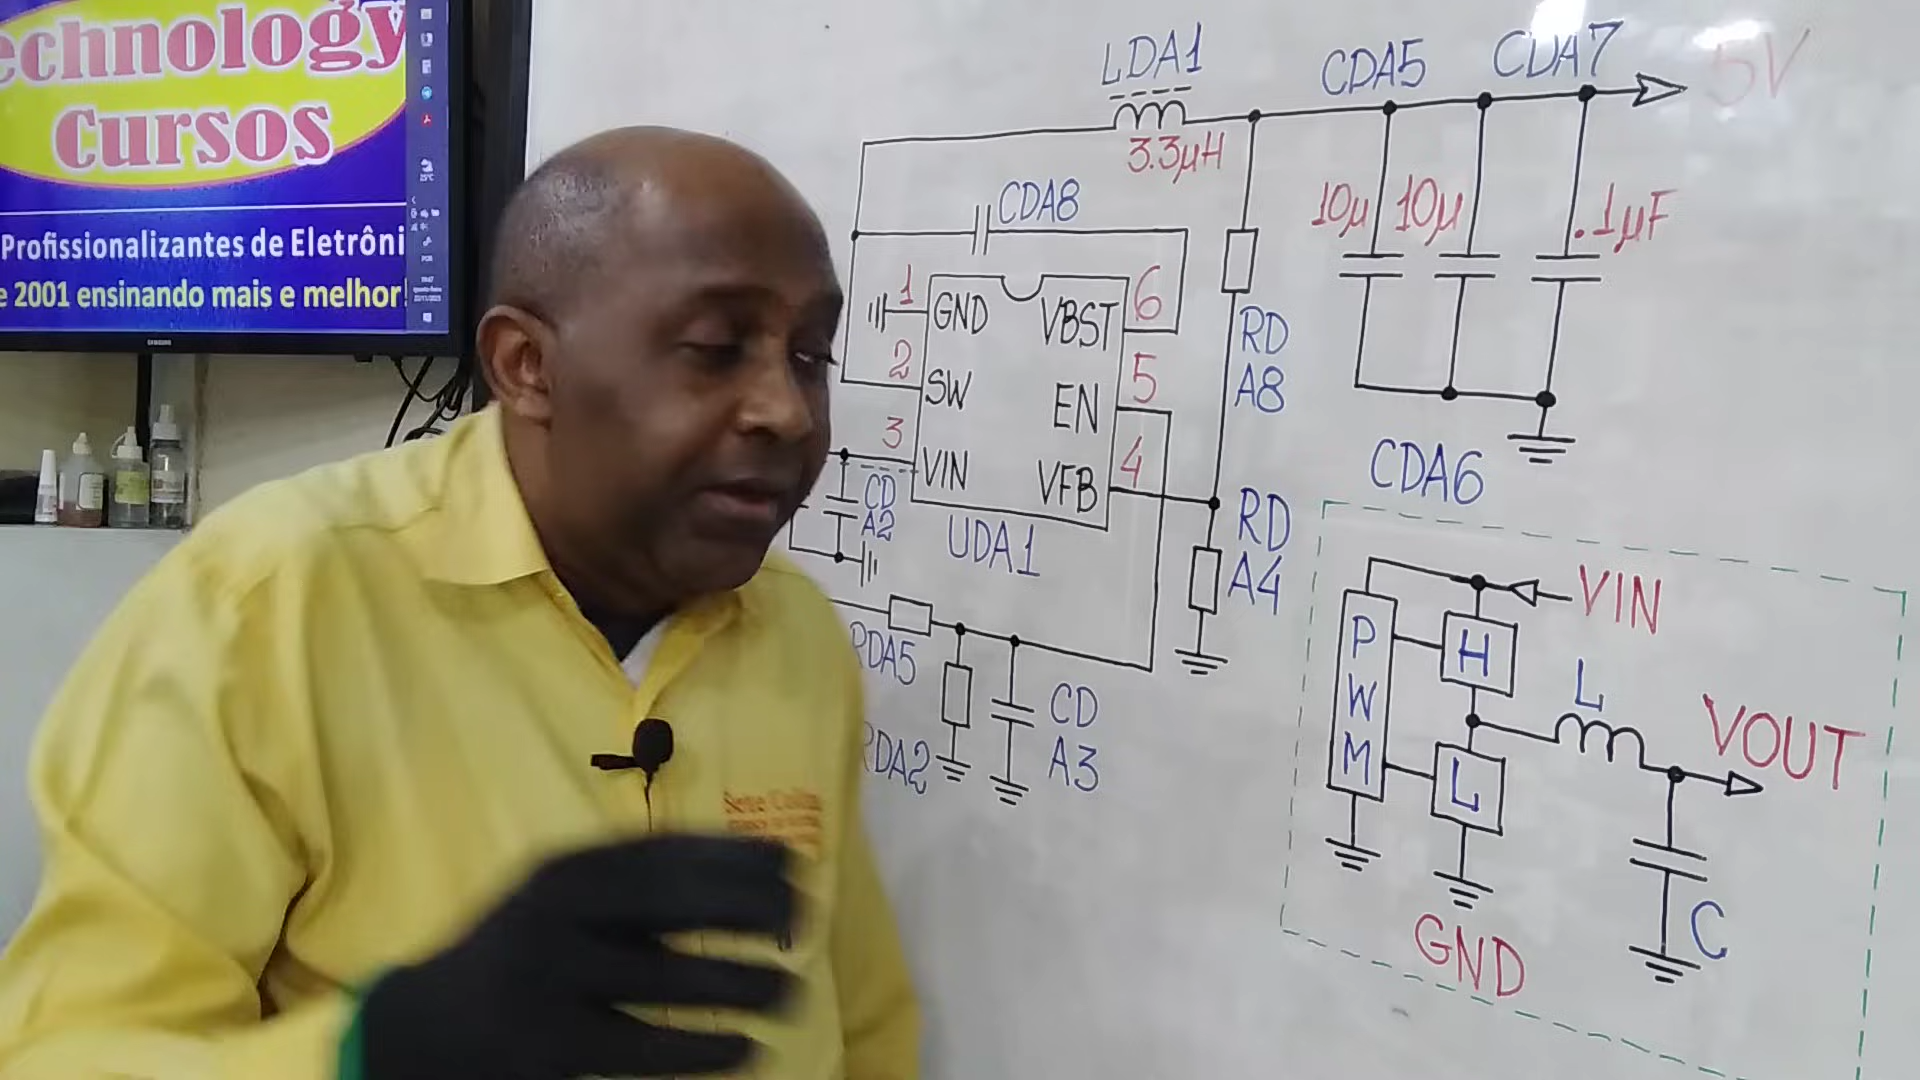 echnology
Cursos
Profissionalizantes de Eletrôni
e 2001 ensinando mais e melhor!
SAMSUNG
LDA1
3.3μH
CDA5
CDA7
5V
CDA8
10μ
10μ
.1μF
1
GND
VBST
6
2
SW
EN
5
3
VIN
VFB
4
RD
A8
CDA6
CD
A2
UDA1
RD
A4
RDA5
RDA2
CD
A3
VIN
PWM
H
L
L
VOUT
C
GND